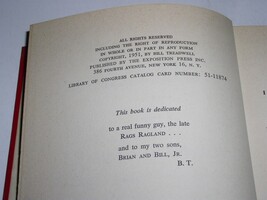 ALL RIGHTS RESERVED
INCLUDING THE RIGHT OF REPRODUCTION
IN WHOLE OR IN PART IN ANY FORM
COPYRIGHT, 1951, BY BILL TREADWELL
PUBLISHED BY THE EXPOSITION PRESS INC.
386 FOURTH AVENUE, NEW YORK 16, N. Y.
LIBRARY OF CONGRESS CATALOG CARD NUMBER: 51-11874
This book is dedicated
to a real funny guy, the late
RAGS RAGLAND . . .
and to my two sons,
BRIAN AND BILL, JR.
B. T.